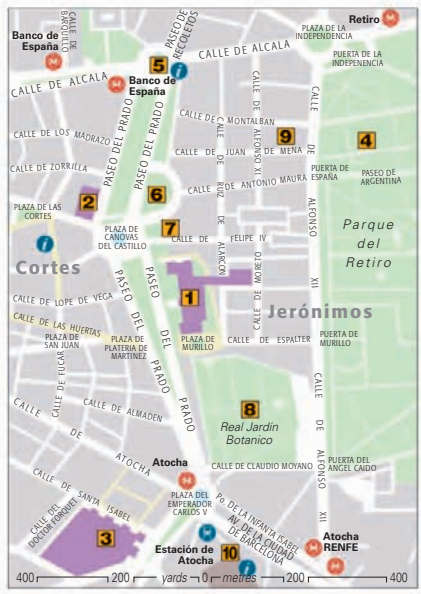 CALLE DE
BARQUILLO
PASEO DE
RECOLETOS
Retiro
Banco de
España
CALLE DE ALCALA
PLAZA DE LA
INDEPENDENCIA
PUERTA DE LA
INDEPENENCIA
5
CALLE DE ALCALA
Banco de
España
CALLE DE LOS MADRAZO
PASEO DEL PRADO
PASEO DEL PRADO
CALLE DE MONTALBAN
CALLE DE ALFONSO XI
9
4
CALLE DE JUAN DE MENA
CALLE DE ZORRILLA
CALLE DE ANTONIO MAURA
PUERTA DE
ESPAÑA
PASEO DE
ARGENTINA
2
6
CALLE DE RUIZ DE ALARCON
CALLE DE ALFONSO XII
PLAZA DE LAS
CORTES
7
PLAZA DE
CANOVAS
DEL CASTILLO
CALLE DE FELIPE IV
Parque
del
Retiro
Cortes
CALLE DE MORETO
PASEO DEL PRADO
PASEO DEL PRADO
1
CALLE DE LOPE DE VEGA
Jerónimos
CALLE DE LAS HUERTAS
PLAZA DE
SAN JUAN
PLAZA DE
PLATERIA DE
MARTINEZ
PLAZA DE
MURILLO
CALLE DE ESPALTER
PUERTA DE
MURILLO
CALLE DE FUCAR
CALLE DE ALMADEN
8
Real Jardín
Botanico
CALLE DE ALFONSO XII
CALLE DE ATOCHA
Atocha
CALLE DE CLAUDIO MOYANO
PUERTA DEL
ANGEL CAIDO
CALLE DE SANTA ISABEL
PLAZA DEL
EMPERADOR
CARLOS V
Po. DE LA INFANTA ISABEL
AV. DE LA CIUDAD
DE BARCELONA
CALLE DEL
DOCTOR FORQUET
3
Estación de
Atocha
10
Atocha
RENFE
400 200 yards 0 metres 200 400